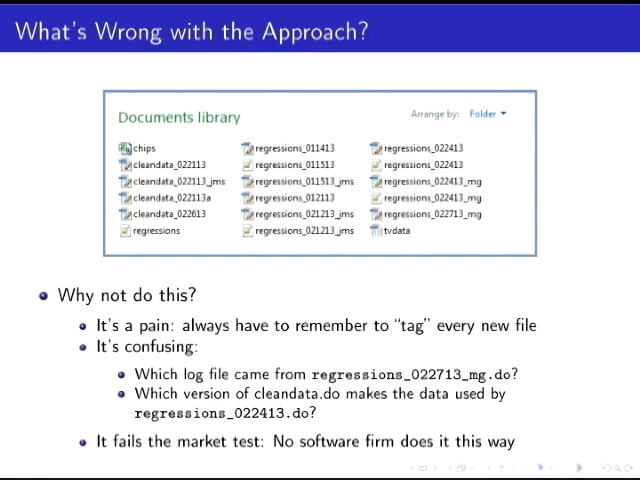 What's Wrong with the Approach?
Documents library
Arrange by: Folder
chips
cleandata_022113
cleandata_022113_jms
cleandata_022113a
cleandata_022613
regressions
regressions_011413
regressions_011513
regressions_011513_jms
regressions_012113
regressions_021213_jms
regressions_021213_jms
regressions_022413
regressions_022413
regressions_022413_mg
regressions_022413_mg
regressions_022713_mg
tvdata
Why not do this?
It's a pain: always have to remember to “tag” every new file
It's confusing:
Which log file came from regressions_022713_mg.do?
Which version of cleandata.do makes the data used by
regressions_022413.do?
It fails the market test: No software firm does it this way